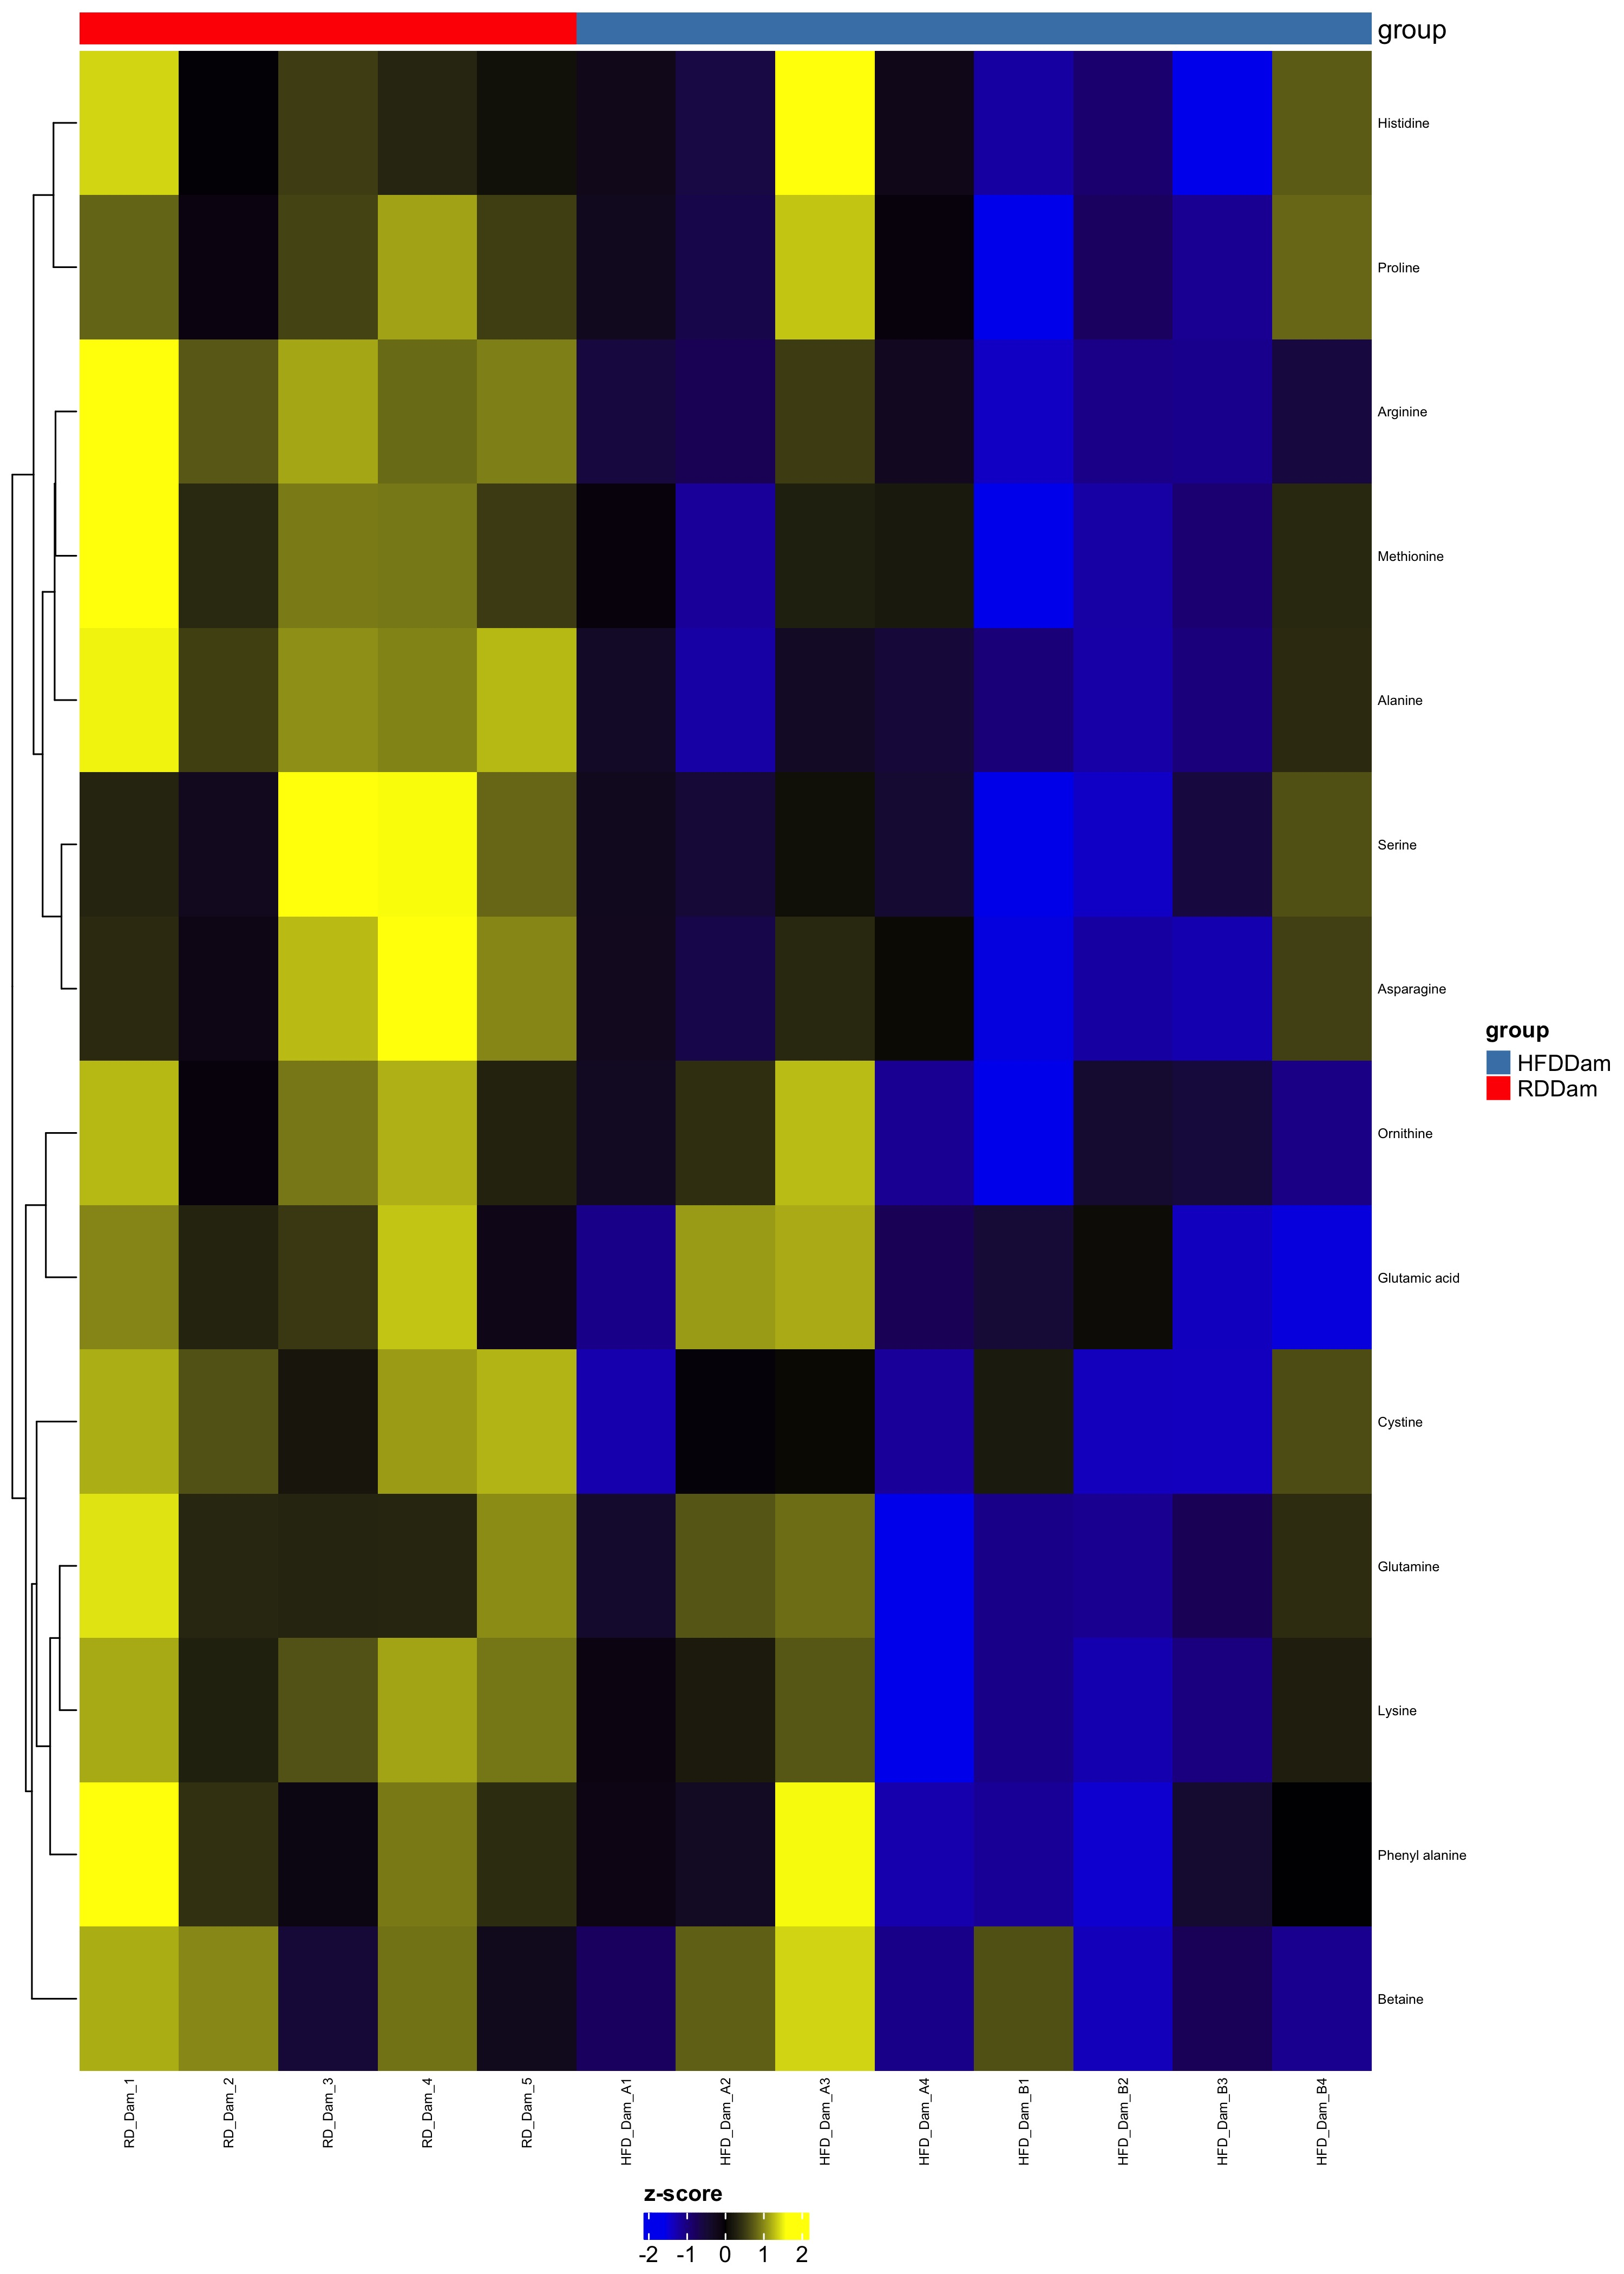 group
Histidine
Proline
Arginine
Methionine
Alanine
Serine
Asparagine
Ornithine
Glutamic acid
Cystine
Glutamine
Lysine
Phenyl alanine
Betaine
group
HFDDam
RDDam
RD_Dam_1
RD_Dam_2
RD_Dam_3
RD_Dam_4
RD_Dam_5
HFD_Dam_A1
HFD_Dam_A2
HFD_Dam_A3
HFD_Dam_A4
HFD_Dam_B1
HFD_Dam_B2
HFD_Dam_B3
HFD_Dam_B4
z-score
-2 -1 0 1 2